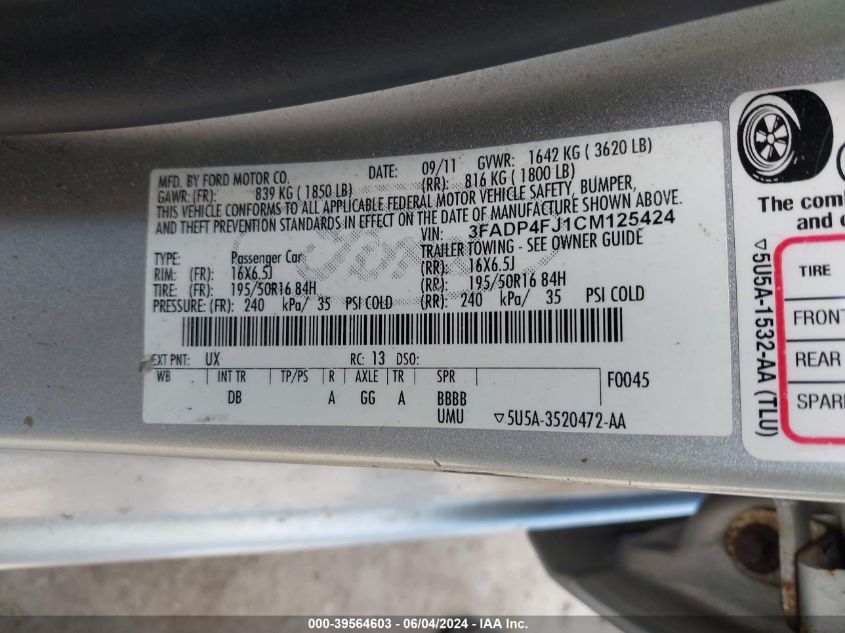 MFD. BY FORD MOTOR CO. DATE: 09/11 GVWR: 1642 KG ( 3620 LB)
GAWR: (FR): 839 KG ( 1850 LB) (RR): 816 KG ( 1800 LB)
THIS VEHICLE CONFORMS TO ALL APPLICABLE FEDERAL MOTOR VEHICLE SAFETY, BUMPER,
AND THEFT PREVENTION STANDARDS IN EFFECT ON THE DATE OF MANUFACTURE SHOWN ABOVE.
VIN: 3FADP4FJ1CM125424
TYPE: Passenger Car TRAILER TOWING - SEE OWNER GUIDE
RIM: (FR): 16X6.5J (RR): 16X6.5J
TIRE: (FR): 195/50R16 84H (RR): 195/50R16 84H
PRESSURE: (FR): 240 kPa/ 35 PSI COLD (RR): 240 kPa/ 35 PSI COLD
EXT PNT: UX RC: 13 DSO:
WB INT TR TP/PS R AXLE TR SPR F0045
DB A GG A BBBB
UMU ▽5U5A-3520472-AA
Ford
The comb
and c
▽5U5A-1532-AA (TLU)
TIRE
FRONT
REAR
SPAR
000-39564603 - 06/04/2024 - IAA Inc.